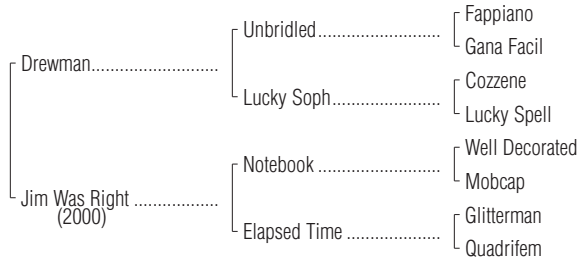 Fappiano
Unbridled
Gana Facil
Drewman
Cozzene
Lucky Soph
Lucky Spell
Well Decorated
Notebook
Mobcap
Jim Was Right
(2000)
Glitterman
Elapsed Time
Quadrifem